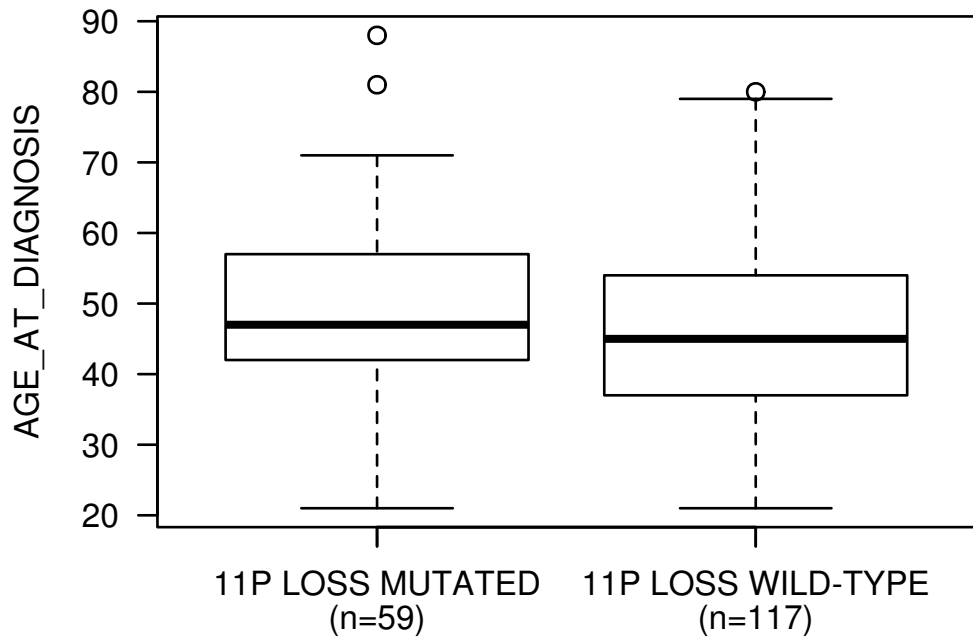 AGE_AT_DIAGNOSIS
90
80
70
60
50
40
30
20
11P LOSS MUTATED
(n=59)
11P LOSS WILD-TYPE
(n=117)